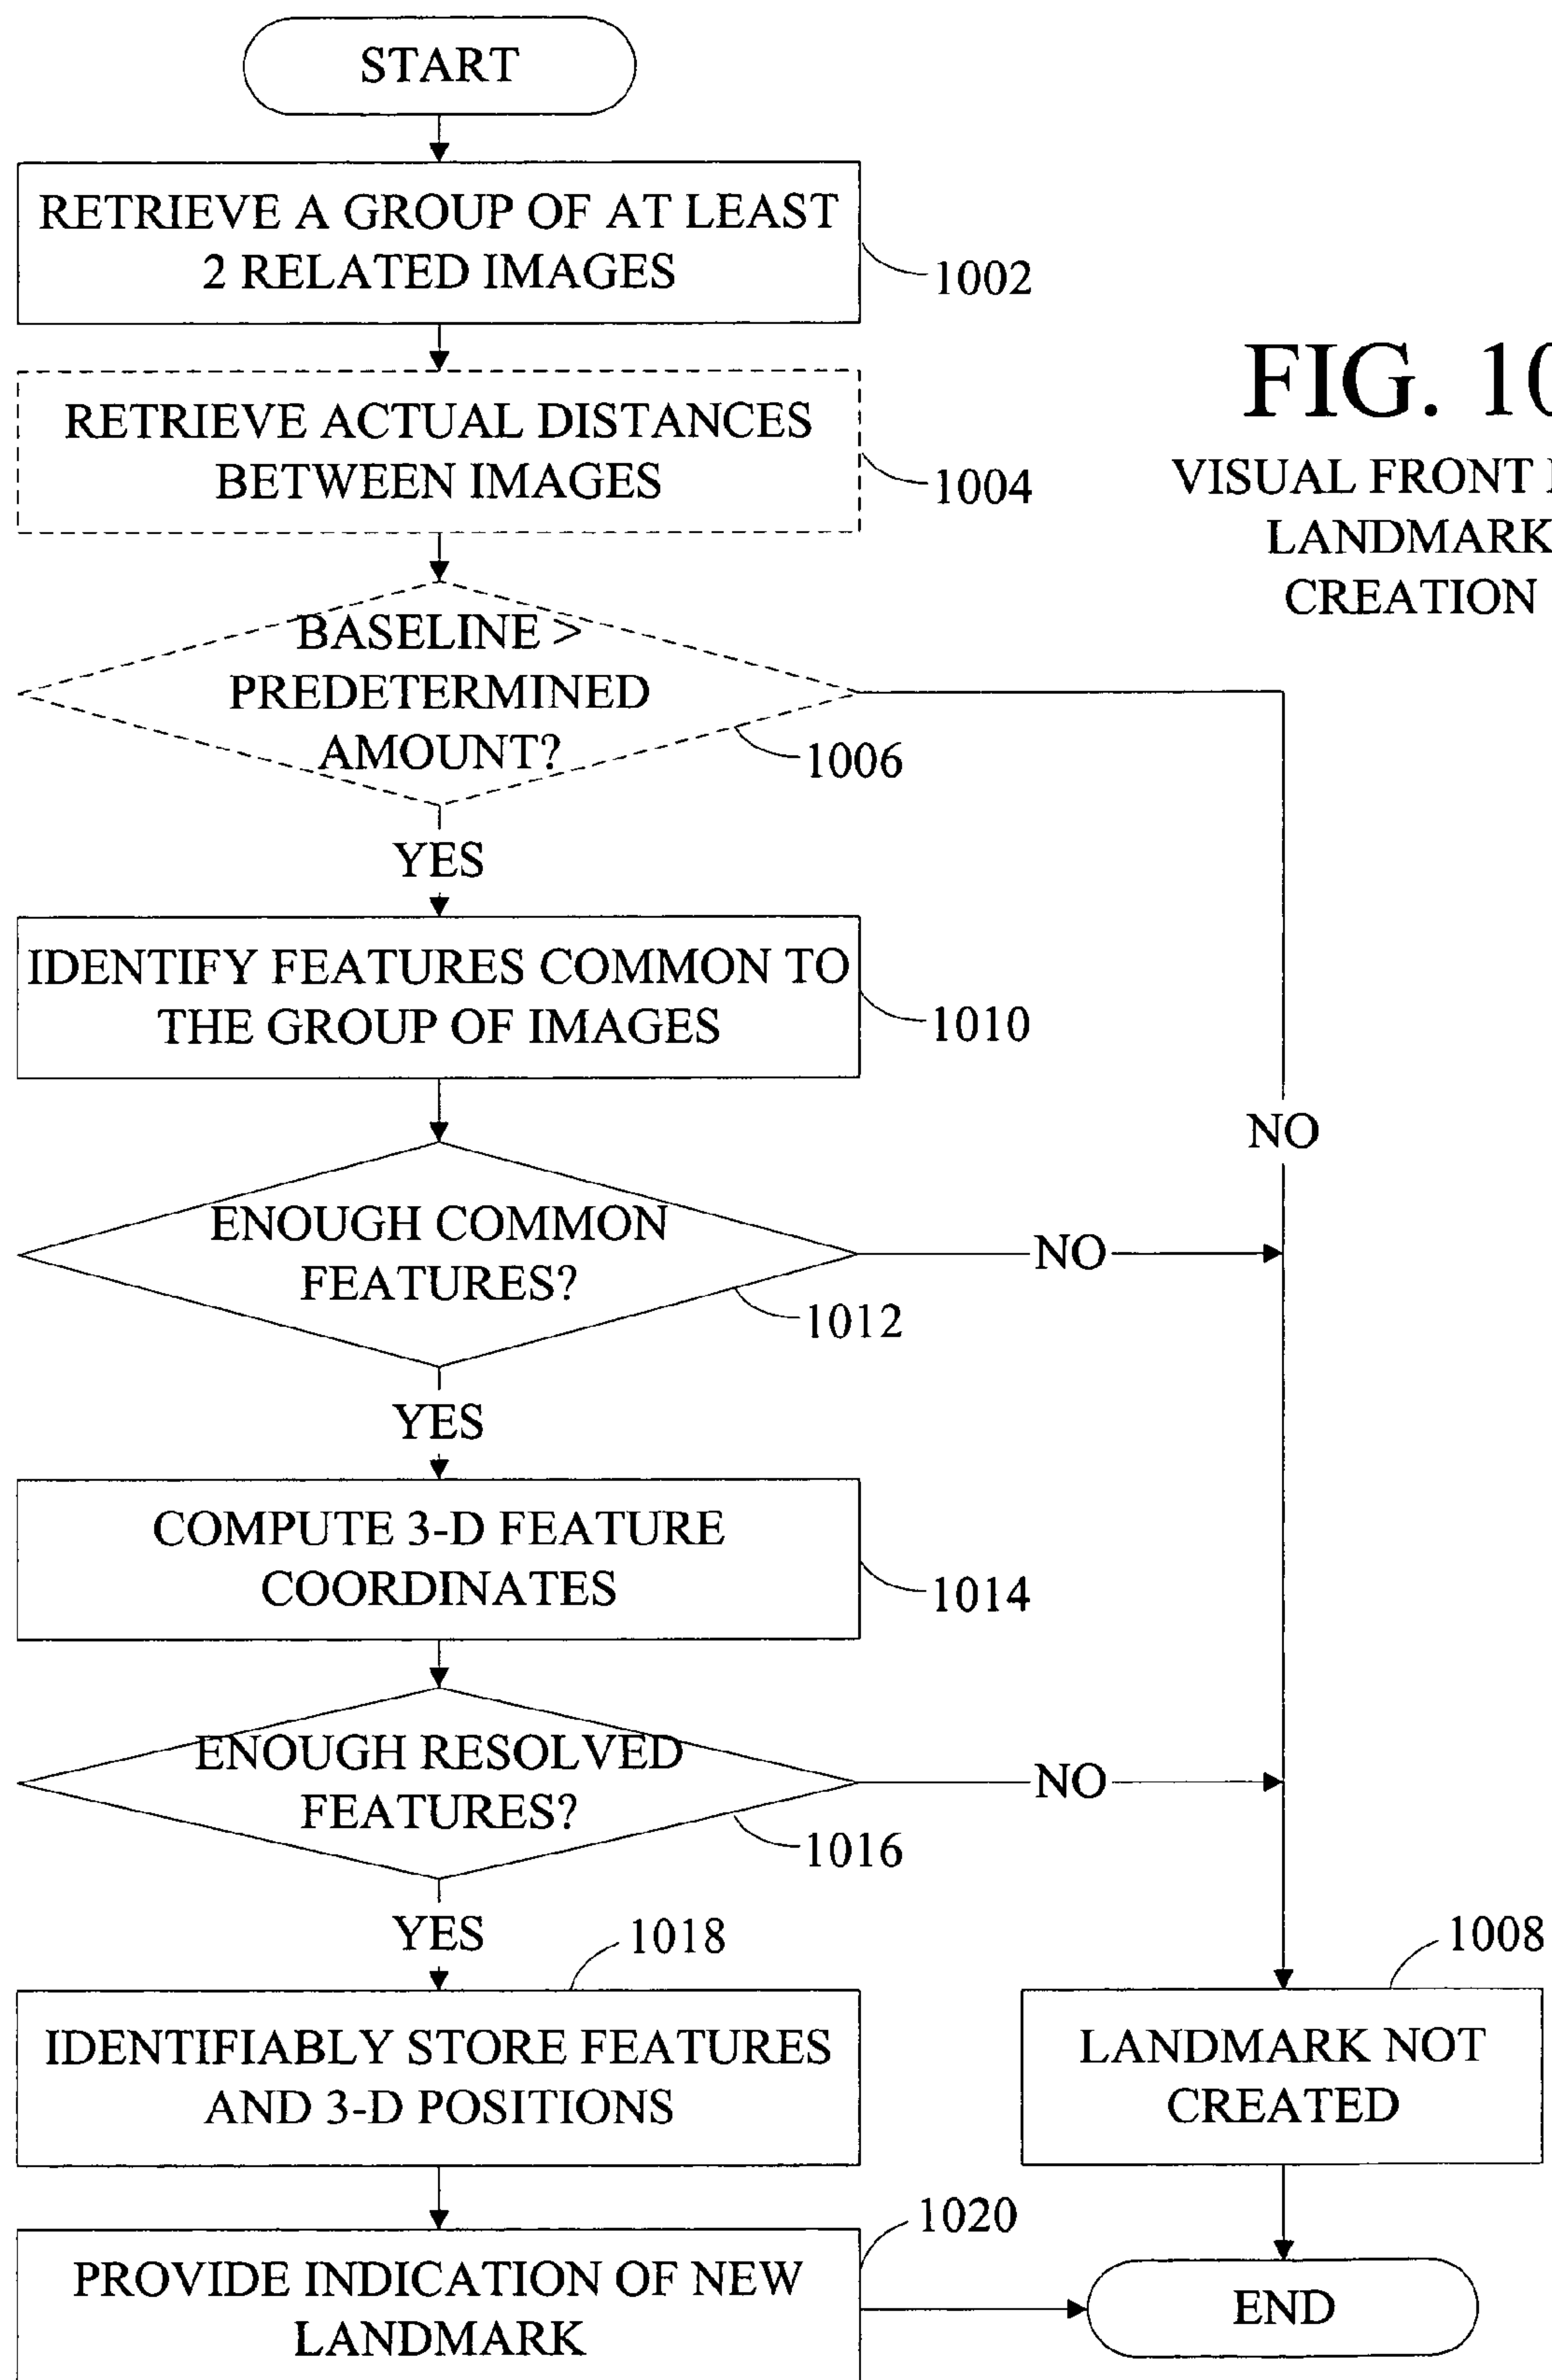 START
RETRIEVE A GROUP OF AT LEAST
2 RELATED IMAGES
1002
FIG. 10
RETRIEVE ACTUAL DISTANCES
BETWEEN IMAGES
1004
VISUAL FRONT
LANDMARK
CREATION
BASELINE >
PREDETERMINED
AMOUNT?
1006
YES
IDENTIFY FEATURES COMMON TO
THE GROUP OF IMAGES
1010
NO
ENOUGH COMMON
FEATURES?
NO
1012
YES
COMPUTE 3-D FEATURE
COORDINATES
1014
ENOUGH RESOLVED
FEATURES?
NO
1016
YES
1018
1008
IDENTIFIABLY STORE FEATURES
AND 3-D POSITIONS
LANDMARK NOT
CREATED
1020
PROVIDE INDICATION OF NEW
LANDMARK
END